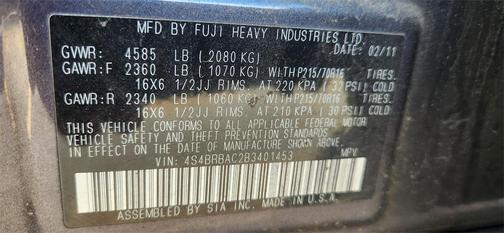 MFD BY FUJI HEAVY INDUSTRIES LTD.
DATE: 02/11
GVWR: 4585 LB ( 2080 KG)
GAWR:F 2360 LB ( 1070 KG) WITH P215/70R16 TIRES.
16X6 1/2JJ RIMS, AT 220 KPA ( 32 PSI) COLD
GAWR:R 2340 LB ( 1060 KG) WITH P215/70R16 TIRES.
16X6 1/2JJ RIMS, AT 210 KPA ( 30 PSI) COLD
THIS VEHICLE CONFORMS TO ALL APPLICABLE FEDERAL MOTOR
VEHICLE SAFETY AND THEFT PREVENTION STANDARDS
IN EFFECT ON THE DATE OF MANUFACTURE SHOWN ABOVE.
VIN: 4S4BRBAC2B3401453 MPV
ASSEMBLED BY SIA INC. MADE IN U.S.A.